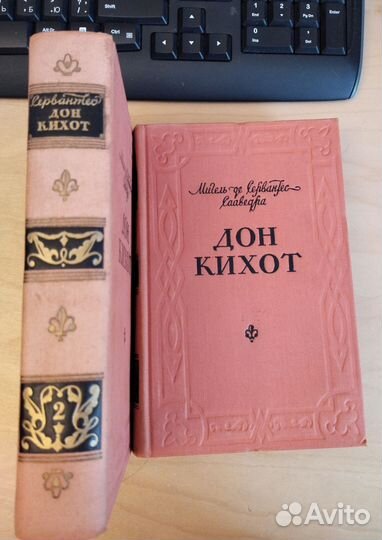 Сервантес
ДОН
КИХОТ
2
Мигель де Сервантес
Сааведра
ДОН
КИХОТ
Avito